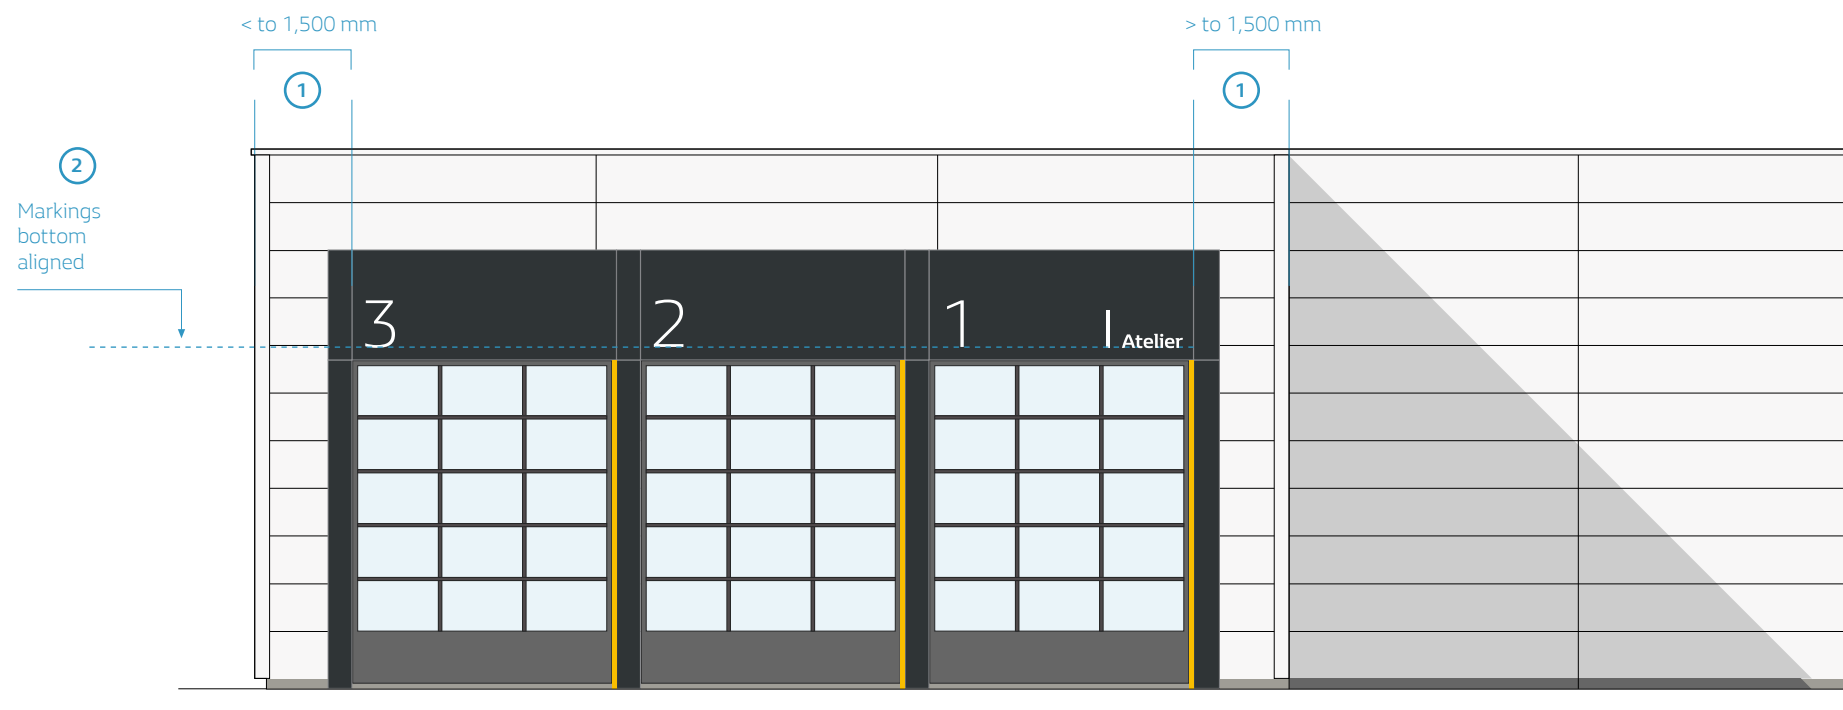 < to 1,500 mm
> to 1,500 mm
1
1
2
Markings
bottom
aligned
3
2
1
Atelier